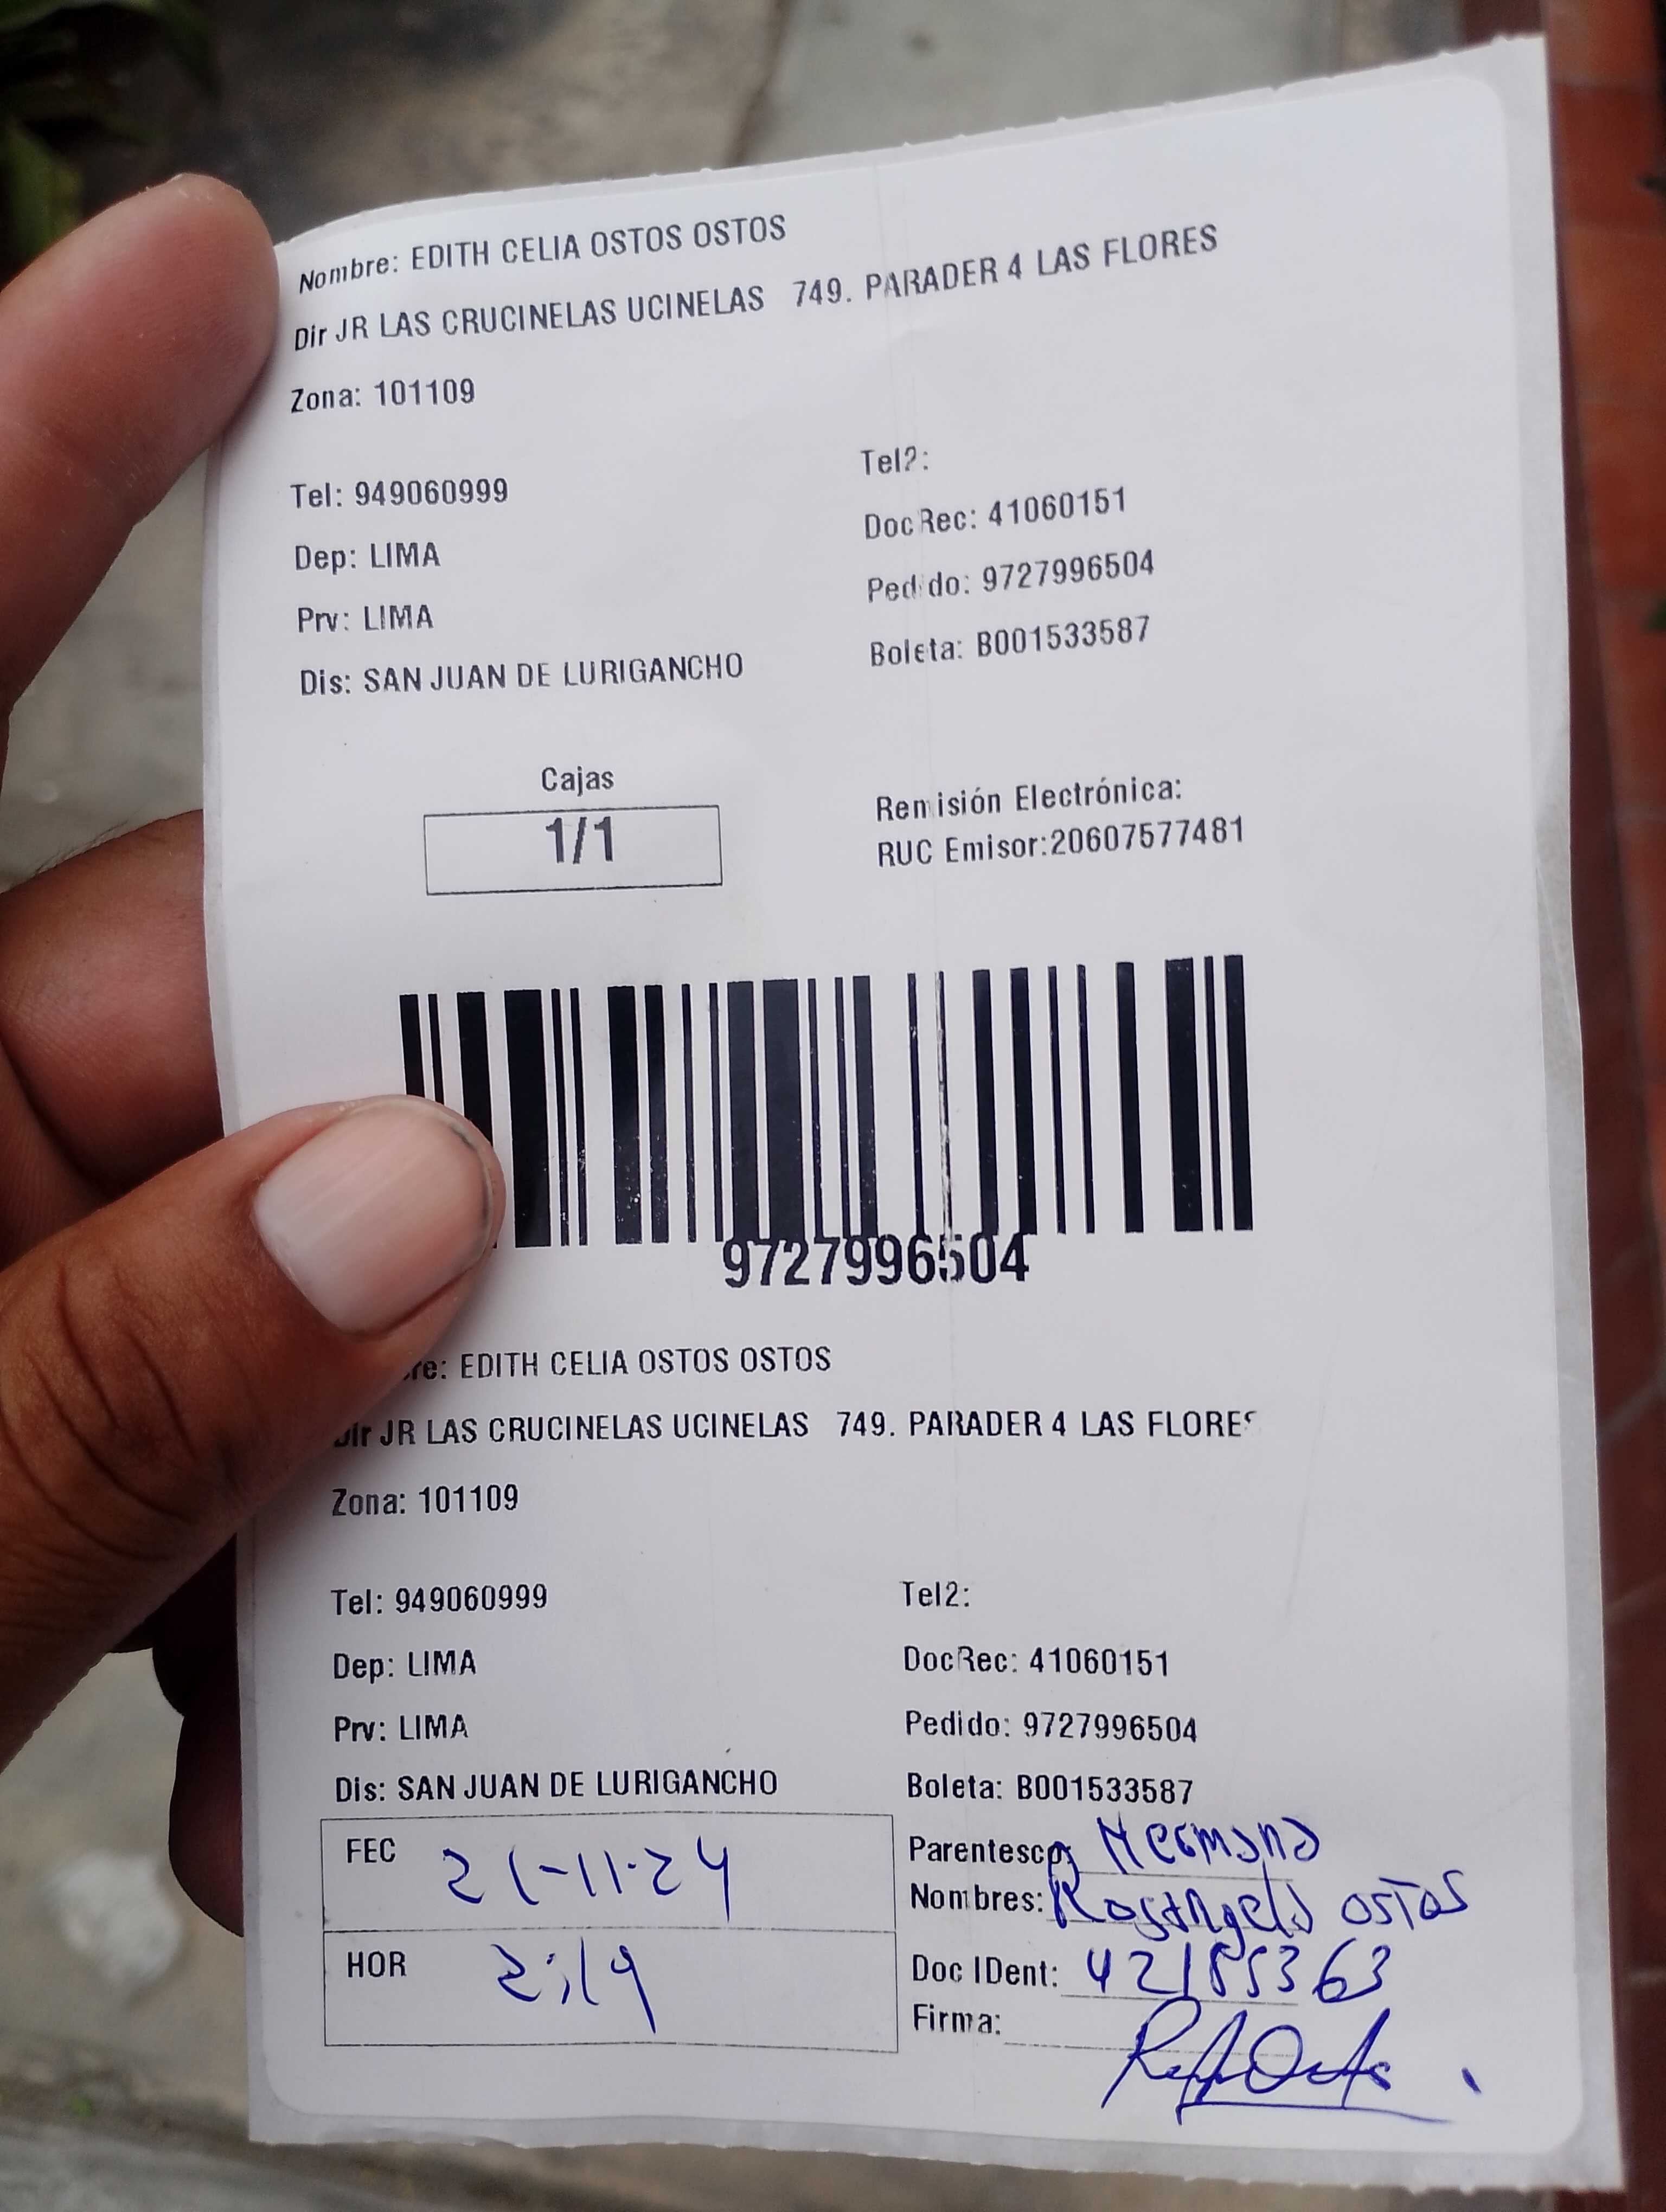 Nombre: EDITH CELIA OSTOS OSTOS
Dir JR LAS CRUCINELAS UCINELAS 749. PARADER 4 LAS FLORES
Zona: 101109
Tel: 949060999 Tel2:
Dep: LIMA DocRec: 41060151
Prv: LIMA Pedido: 9727996504
Dis: SAN JUAN DE LURIGANCHO Boleta: B001533587
Cajas
1/1
Remisión Electrónica:
RUC Emisor:20607577481
9727996504
re: EDITH CELIA OSTOS OSTOS
Dir JR LAS CRUCINELAS UCINELAS 749. PARADER 4 LAS FLORES
Zona: 101109
Tel: 949060999 Tel2:
Dep: LIMA DocRec: 41060151
Prv: LIMA Pedido: 9727996504
Dis: SAN JUAN DE LURIGANCHO Boleta: B001533587
FEC 21-11-24
HOR 2:19
Parentesco: Hermana
Nombres: Rosangela OSTOS
Doc IDent: 42185363
Firma: